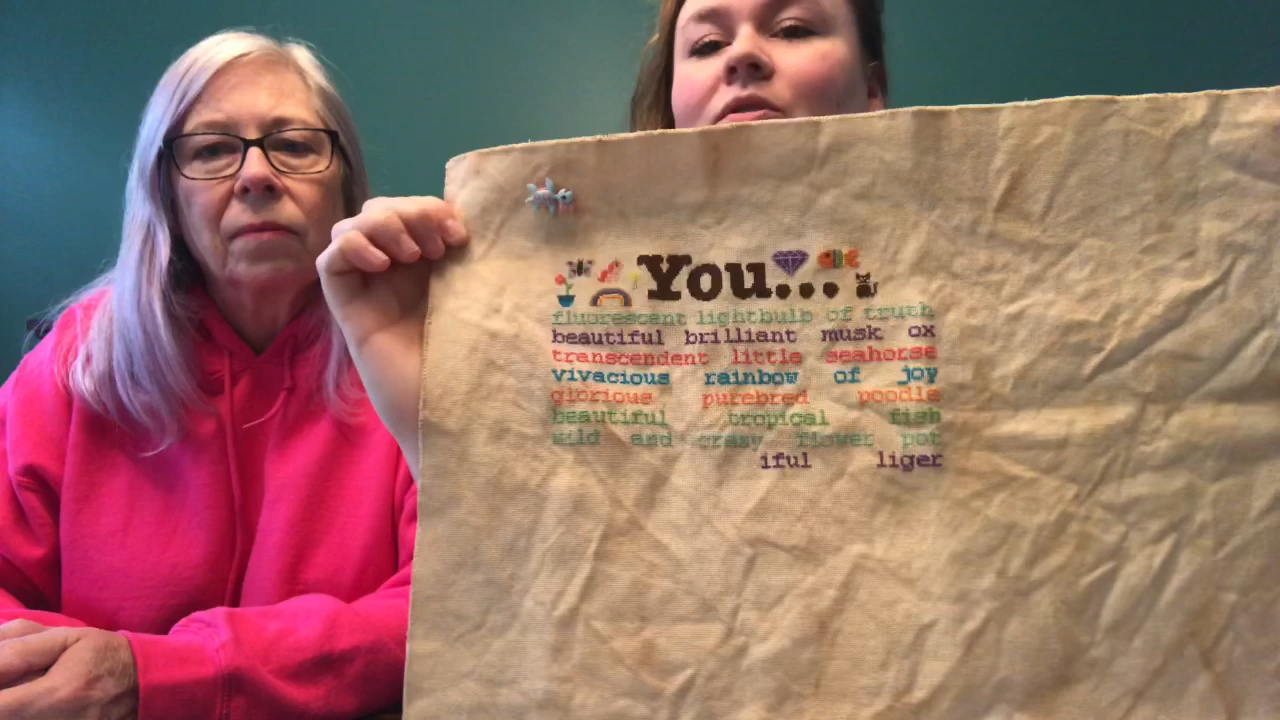 You...
fluorescent lightbulb of truth
beautiful brilliant musk ox
transcendent little seahorse
vivacious rainbow of joy
glorious purebred poodle
beautiful tropical fish
wild and crazy flower pot
iful liger